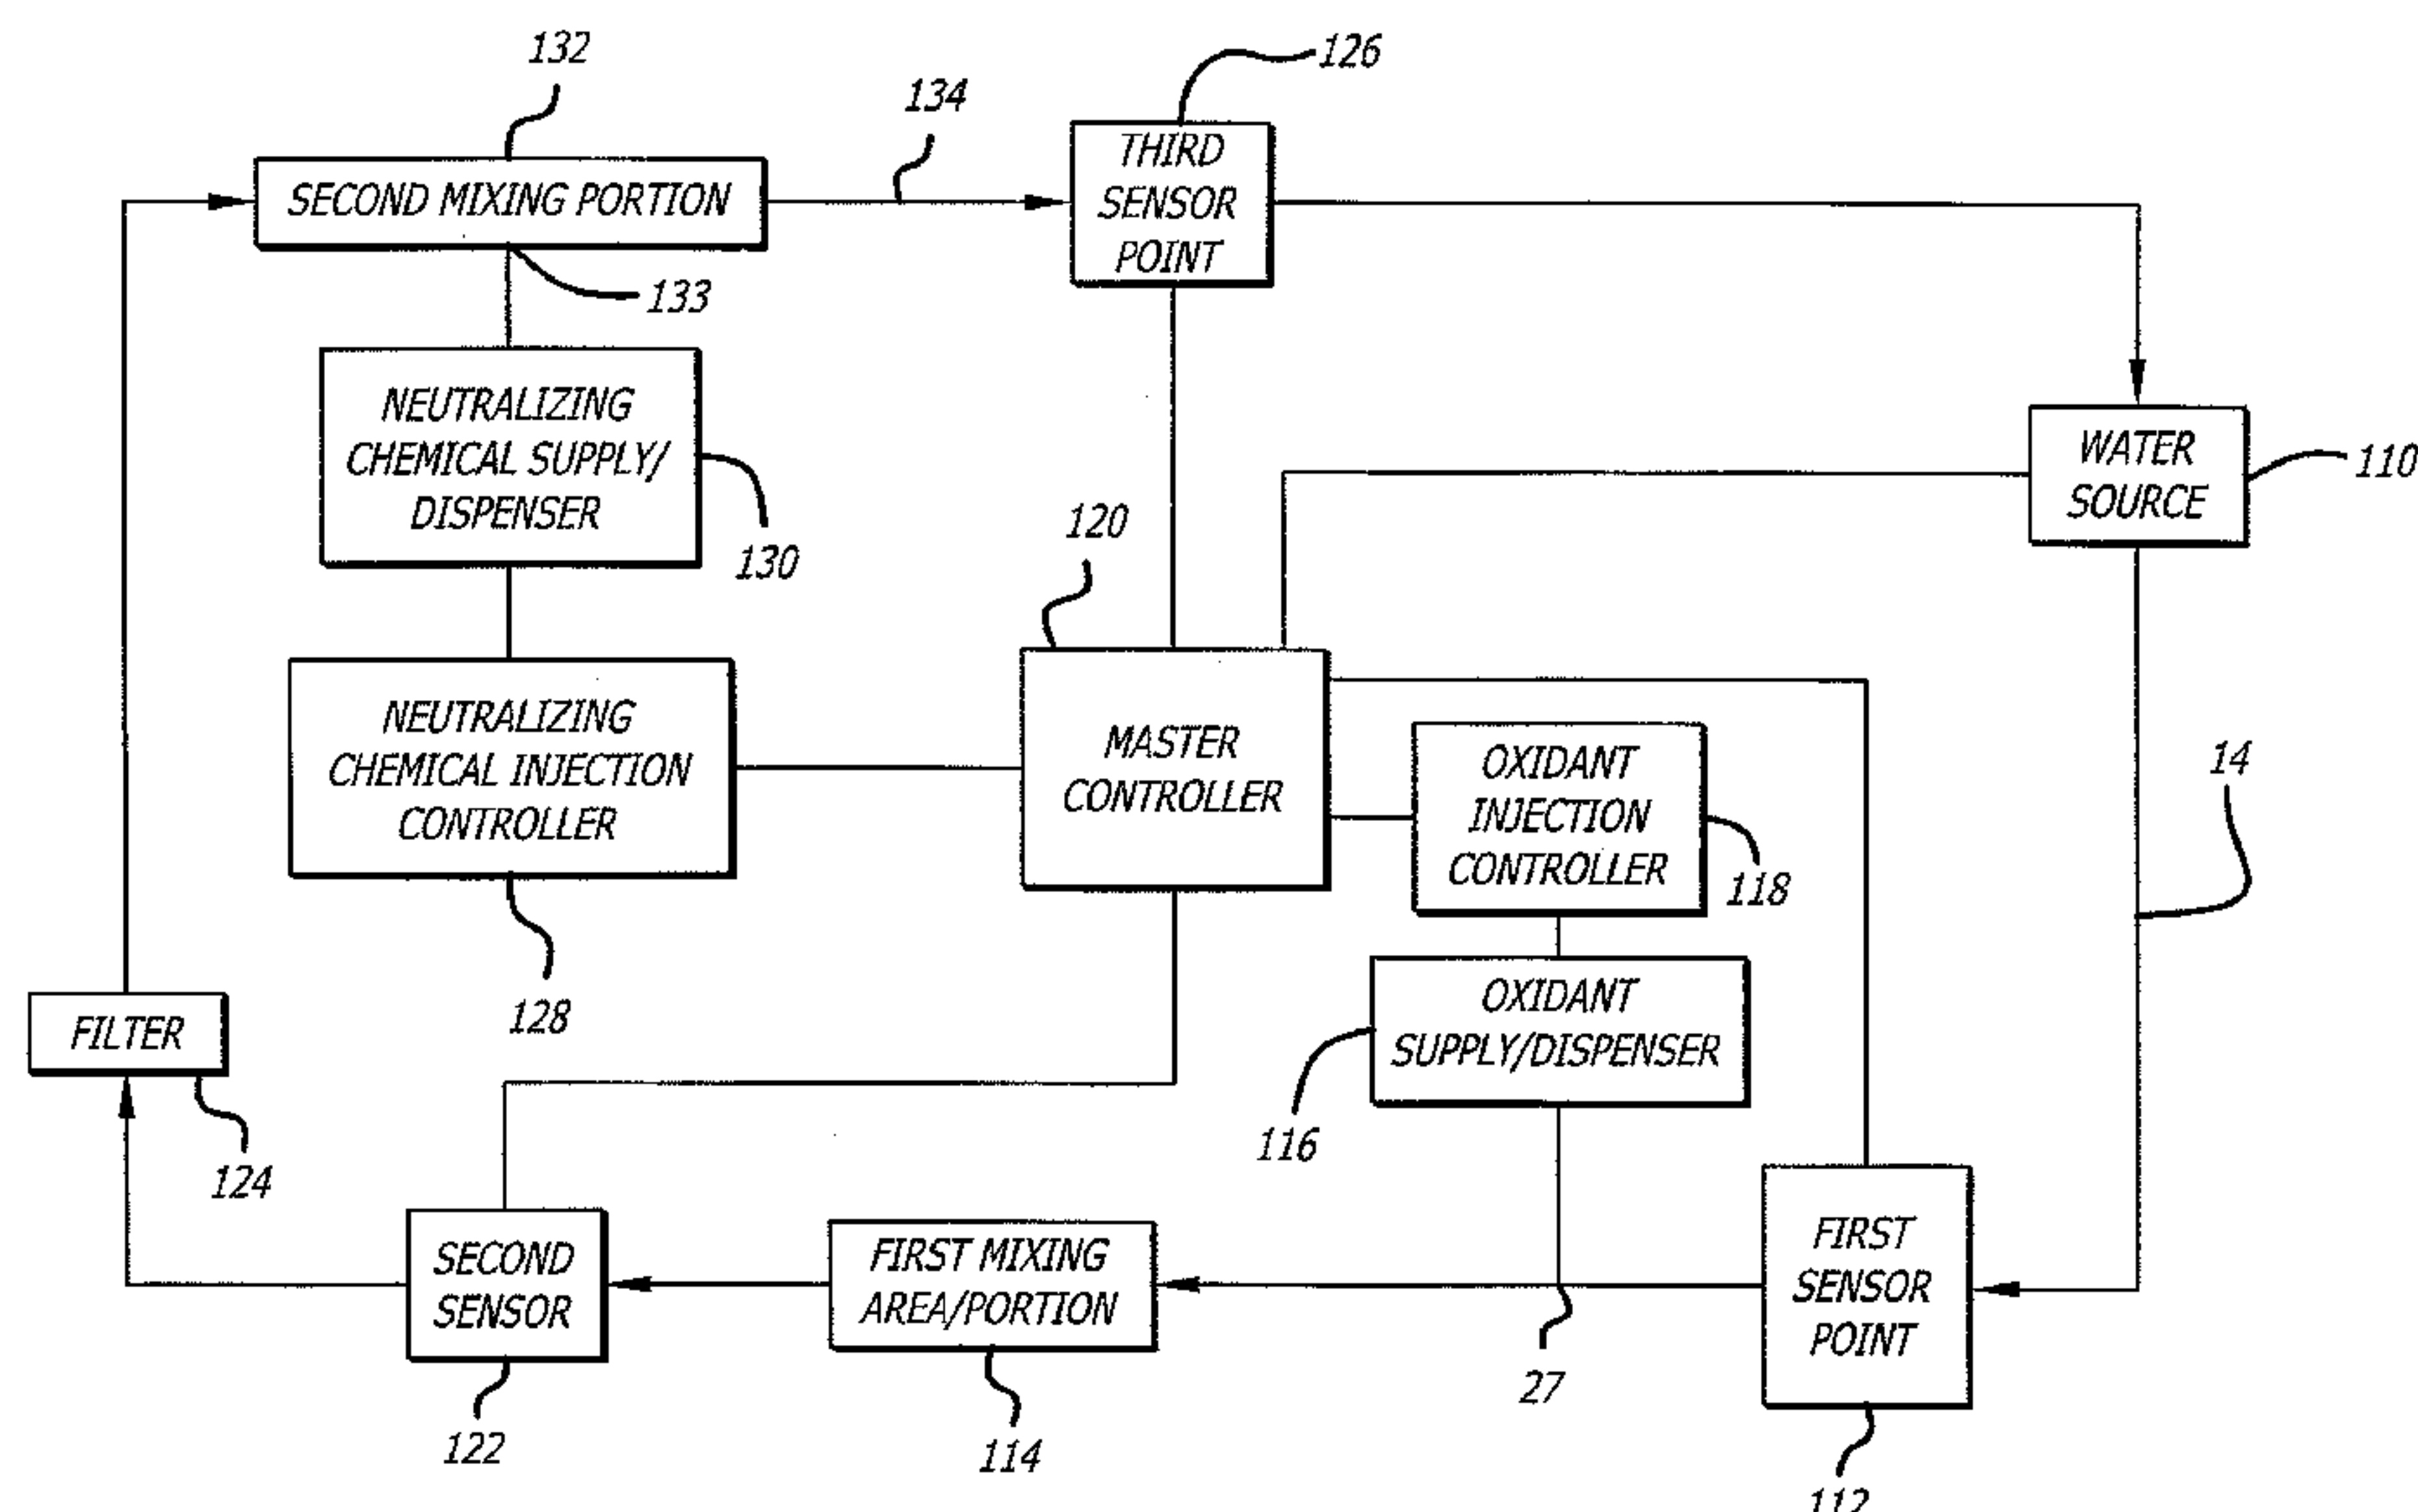 132
126
134
THIRD
SENSOR
POINT
SECOND MIXING PORTION
133
NEUTRALIZING
CHEMICAL SUPPLY/
DISPENSER
130
WATER
SOURCE
110
120
NEUTRALIZING
CHEMICAL INJECTION
CONTROLLER
128
MASTER
CONTROLLER
OXIDANT
INJECTION
CONTROLLER
118
14
OXIDANT
SUPPLY/DISPENSER
116
FILTER
124
SECOND
SENSOR
122
FIRST MIXING
AREA/PORTION
114
27
FIRST
SENSOR
POINT
112